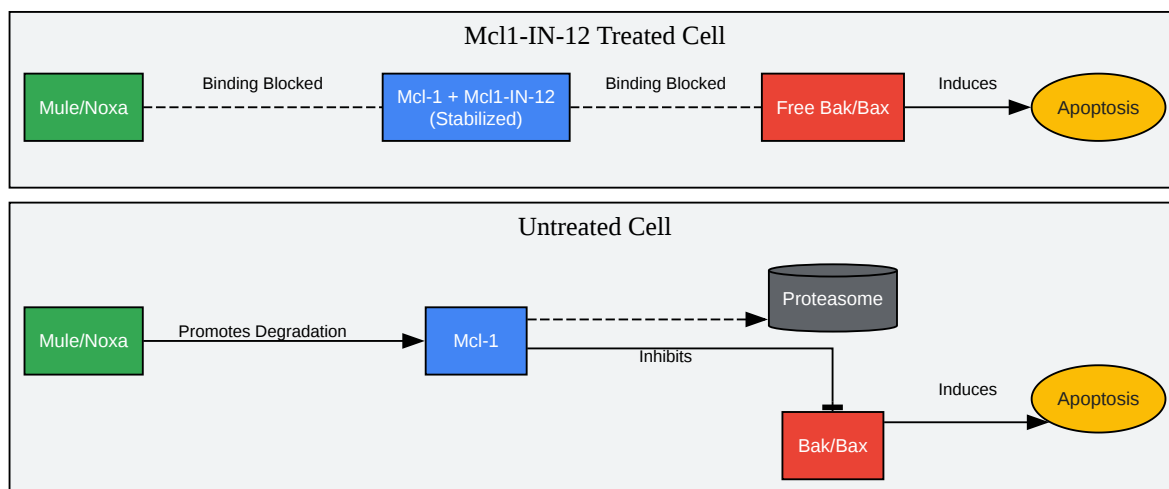 Mcl1-IN-12 Treated Cell
Mule/Noxa
Binding Blocked
Mcl-1 + Mcl1-IN-12
(Stabilized)
Binding Blocked
Free Bak/Bax
Induces
Apoptosis
Untreated Cell
Mule/Noxa
Promotes Degradation
Mcl-1
Proteasome
Inhibits
Bak/Bax
Induces
Apoptosis